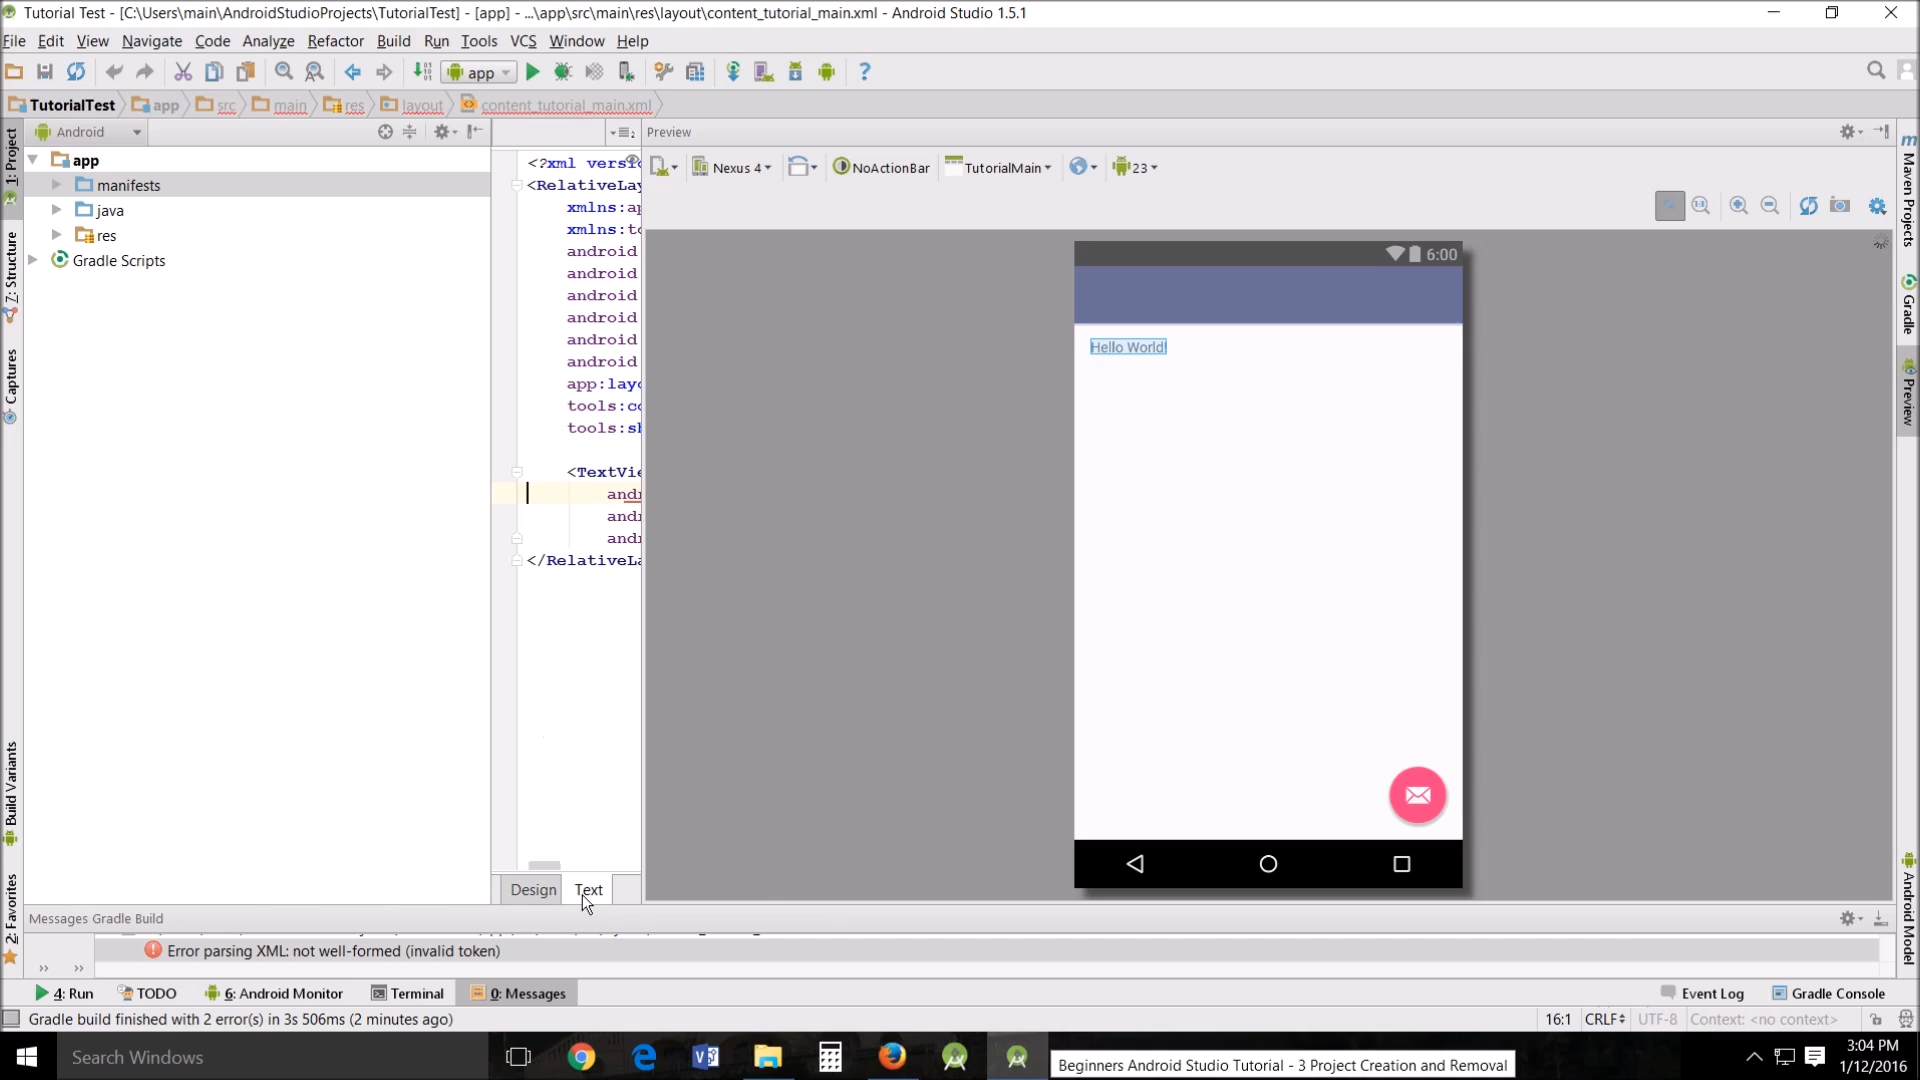 Tutorial Test - [C:\Users\main\AndroidStudioProjects\TutorialTest] - [app] - ...\app\src\main\res\layout\content_tutorial_main.xml - Android Studio 1.5.1
File Edit View Navigate Code Analyze Refactor Build Run Tools VCS Window Help
app
TutorialTest app src main res layout content_tutorial_main.xml
Android
Preview
1: Project
7: Structure
Captures
Build Variants
2: Favorites
app
manifests
java
res
Gradle Scripts
<?xml versi
<RelativeLay
xmlns:ap
xmlns:to
android
android
android
android
android
android
app:layo
tools:co
tools:sh
<TextVie
andr
andr
andr
</RelativeLa
Design Text
Nexus 4 NoActionBar TutorialMain 23
6:00
Hello World!
m Maven Projects
Gradle
Preview
Android Model
Messages Gradle Build
Error parsing XML: not well-formed (invalid token)
4: Run TODO 6: Android Monitor Terminal 0: Messages Event Log Gradle Console
Gradle build finished with 2 error(s) in 3s 506ms (2 minutes ago) 16:1 CRLF UTF-8 Context: <no context>
Search Windows
Beginners Android Studio Tutorial - 3 Project Creation and Removal
3:04 PM
1/12/2016